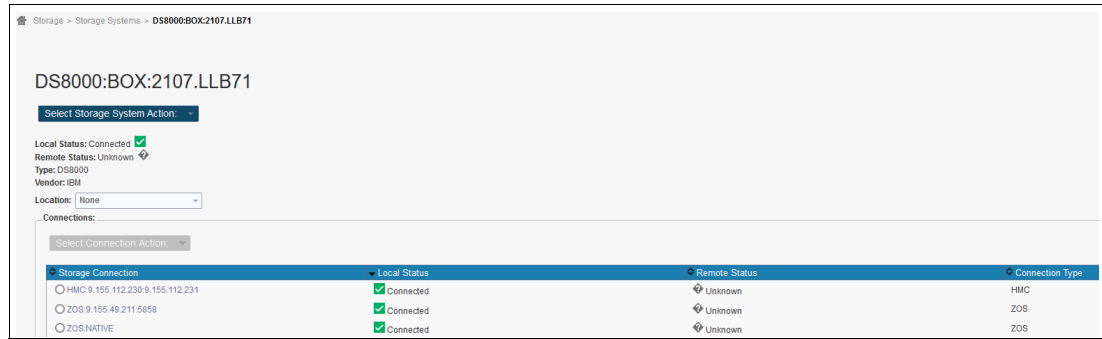 Storage > Storage Systems > DS8000:BOX:2107.LLB71
DS8000:BOX:2107.LLB71
Select Storage System Action:
Local Status: Connected
Remote Status: Unknown
Type: DS8000
Vendor: IBM
Location: None
Connections:
Select Connection Action:
Storage Connection Local Status Remote Status Connection Type
HMC:9.155.112.230:9.155.112.231 Connected Unknown HMC
ZOS:9.155.49.211:5858 Connected Unknown ZOS
ZOS:NATIVE Connected Unknown ZOS